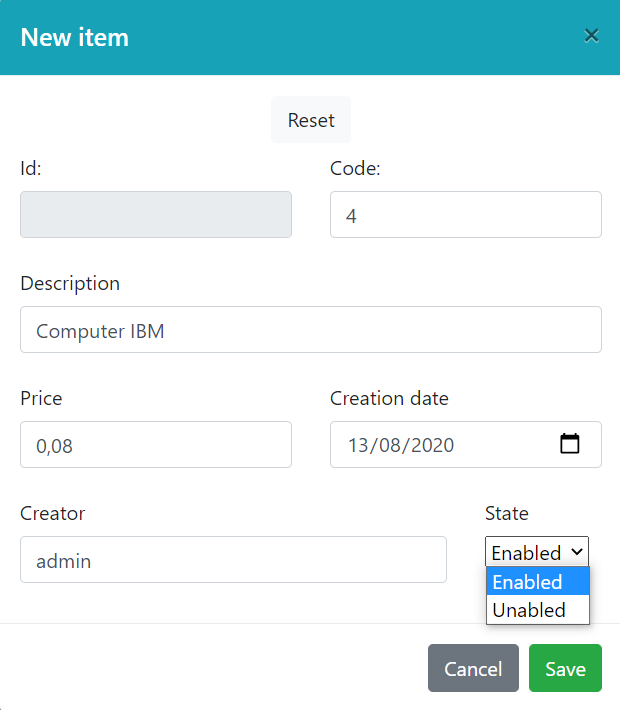 New item
×
Reset
Id: Code:
4
Description
Computer IBM
Price Creation date
0,08 13/08/2020
Creator State
admin Enabled
Enabled
Unabled
Cancel Save